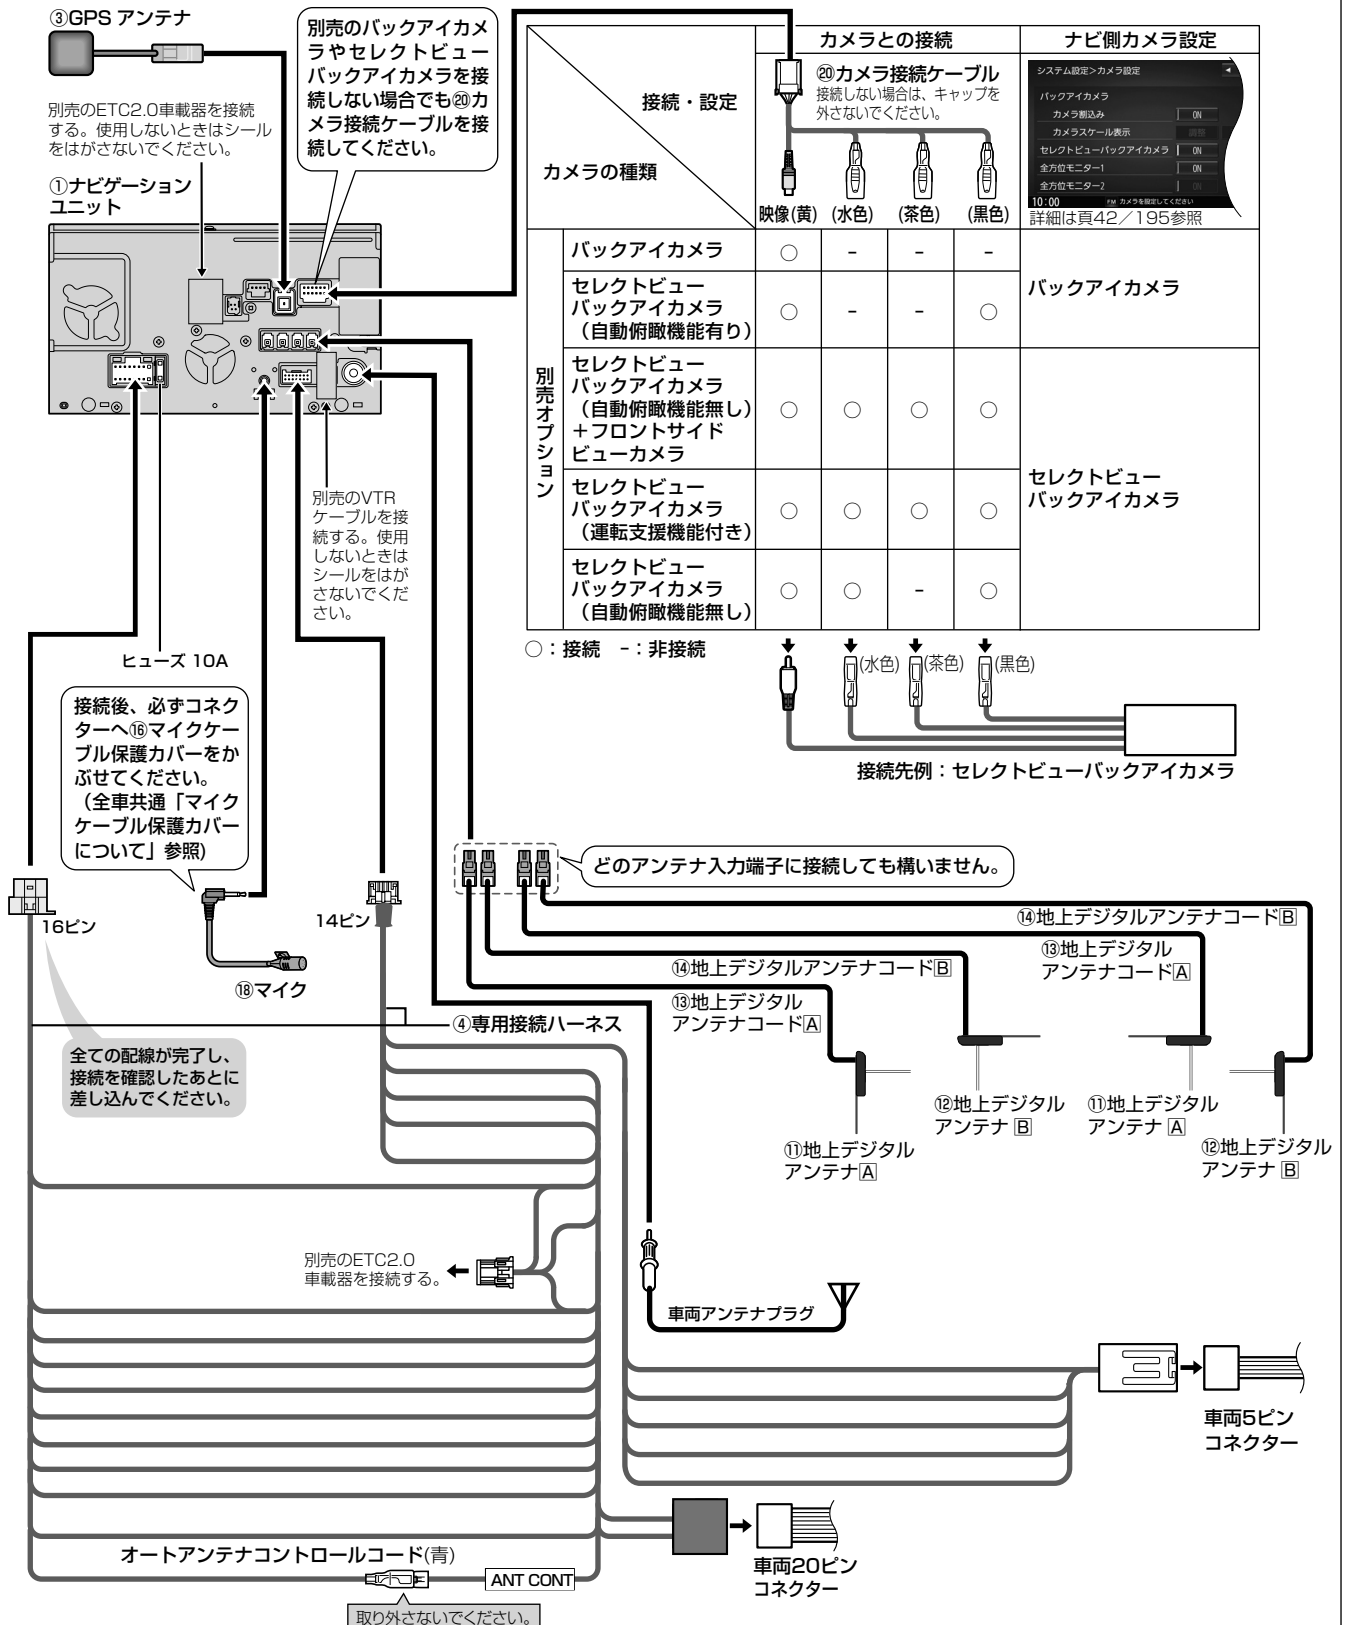 ③GPS アンテナ
別売のETC2.0車載器を接続
する。使用しないときはシール
をはがさないでください。
①ナビゲーション
ユニット
別売のバックアイカメ
ラやセレクトビュー
バックアイカメラを接
続しない場合でも⑳カ
メラ接続ケーブルを接
続してください。
接続・設定
カメラの種類
カメラとの接続
⑳カメラ接続ケーブル
接続しない場合は、キャップを
外さないでください。
映像(黄) (水色) (茶色) (黒色)
ナビ側カメラ設定
システム設定>カメラ設定
バックアイカメラ
カメラ割込み ON
カメラスケール表示 調整
セレクトビューバックアイカメラ ON
全方位モニター1 ON
全方位モニター2 ON
10:00 FM カメラを設定してください
詳細は頁42／195参照
別売オプション
バックアイカメラ ○ − − −
セレクトビュー
バックアイカメラ
（自動俯瞰機能有り） ○ − − ○
バックアイカメラ
セレクトビュー
バックアイカメラ
（自動俯瞰機能無し）
＋フロントサイド
ビューカメラ ○ ○ ○ ○
セレクトビュー
バックアイカメラ
（運転支援機能付き） ○ ○ ○ ○
セレクトビュー
バックアイカメラ
（自動俯瞰機能無し） ○ ○ − ○
セレクトビュー
バックアイカメラ
○：接続 −：非接続
(水色) (茶色) (黒色)
接続先例：セレクトビューバックアイカメラ
別売のVTR
ケーブルを接
続する。使用
しないときは
シールをはが
さないでくだ
さい。
ヒューズ 10A
接続後、必ずコネク
ターへ⑯マイクケー
ブル保護カバーをか
ぶせてください。
（全車共通「マイク
ケーブル保護カバー
について」参照)
どのアンテナ入力端子に接続しても構いません。
16ピン
14ピン
⑱マイク
⑭地上デジタルアンテナコードB
⑬地上デジタル
アンテナコードA
⑭地上デジタルアンテナコードB
⑬地上デジタル
アンテナコードA
④専用接続ハーネス
全ての配線が完了し、
接続を確認したあとに
差し込んでください。
⑪地上デジタル
アンテナA
⑫地上デジタル
アンテナ B
⑪地上デジタル
アンテナ A
⑫地上デジタル
アンテナ B
別売のETC2.0
車載器を接続する。
車両アンテナプラグ
車両5ピン
コネクター
車両20ピン
コネクター
オートアンテナコントロールコード(青)
ANT CONT
取り外さないでください。